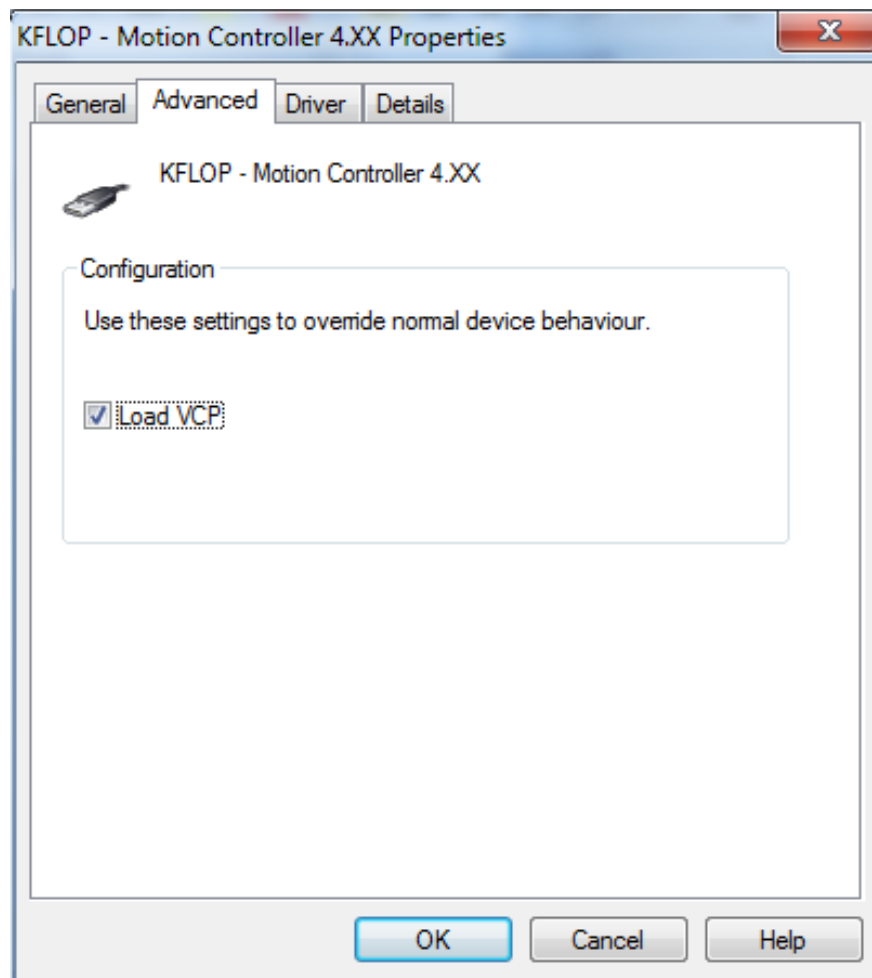 KFLOP - Motion Controller 4.XX Properties
General Advanced Driver Details
KFLOP - Motion Controller 4.XX
Configuration
Use these settings to override normal device behaviour.
Load VCP
OK Cancel Help